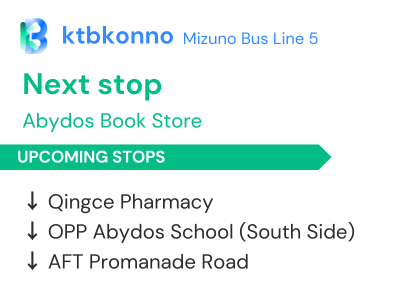 ktbkonno Mizuno Bus Line 5
Next stop
Abydos Book Store
UPCOMING STOPS
↓ Qingce Pharmacy
↓ OPP Abydos School (South Side)
↓ AFT Promanade Road